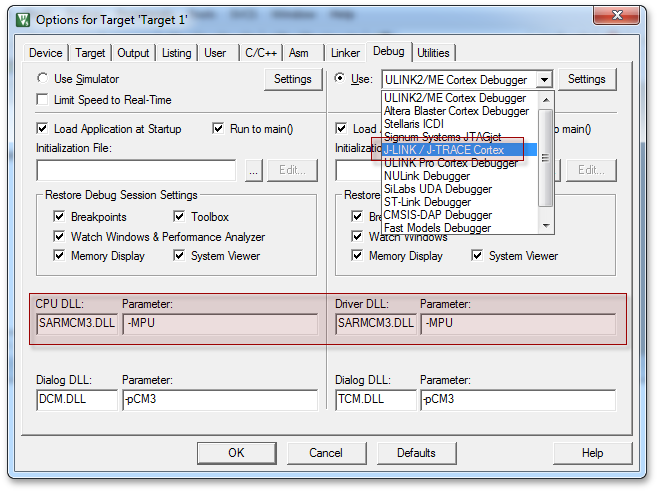 Options for Target 'Target 1'
Device Target Output Listing User C/C++ Asm Linker Debug Utilities
Use Simulator Settings Use: ULINK2/ME Cortex Debugger Settings
Limit Speed to Real-Time
ULINK2/ME Cortex Debugger
Altera Blaster Cortex Debugger
Stellaris ICDI
Signum Systems JTAGjet
J-LINK / J-TRACE Cortex
ULINK Pro Cortex Debugger
NULink Debugger
SiLabs UDA Debugger
ST-Link Debugger
CMSIS-DAP Debugger
Fast Models Debugger
Load Application at Startup Run to main() Load to main()
Initialization File: Initializatio
... Edit... Edit...
Restore Debug Session Settings Restore
Breakpoints Toolbox
Watch Windows & Performance Analyzer Watch Windows
Memory Display System Viewer Memory Display System Viewer
CPU DLL: Parameter: Driver DLL: Parameter:
SARMCM3.DLL -MPU SARMCM3.DLL -MPU
Dialog DLL: Parameter: Dialog DLL: Parameter:
DCM.DLL -pCM3 TCM.DLL -pCM3
OK Cancel Defaults Help